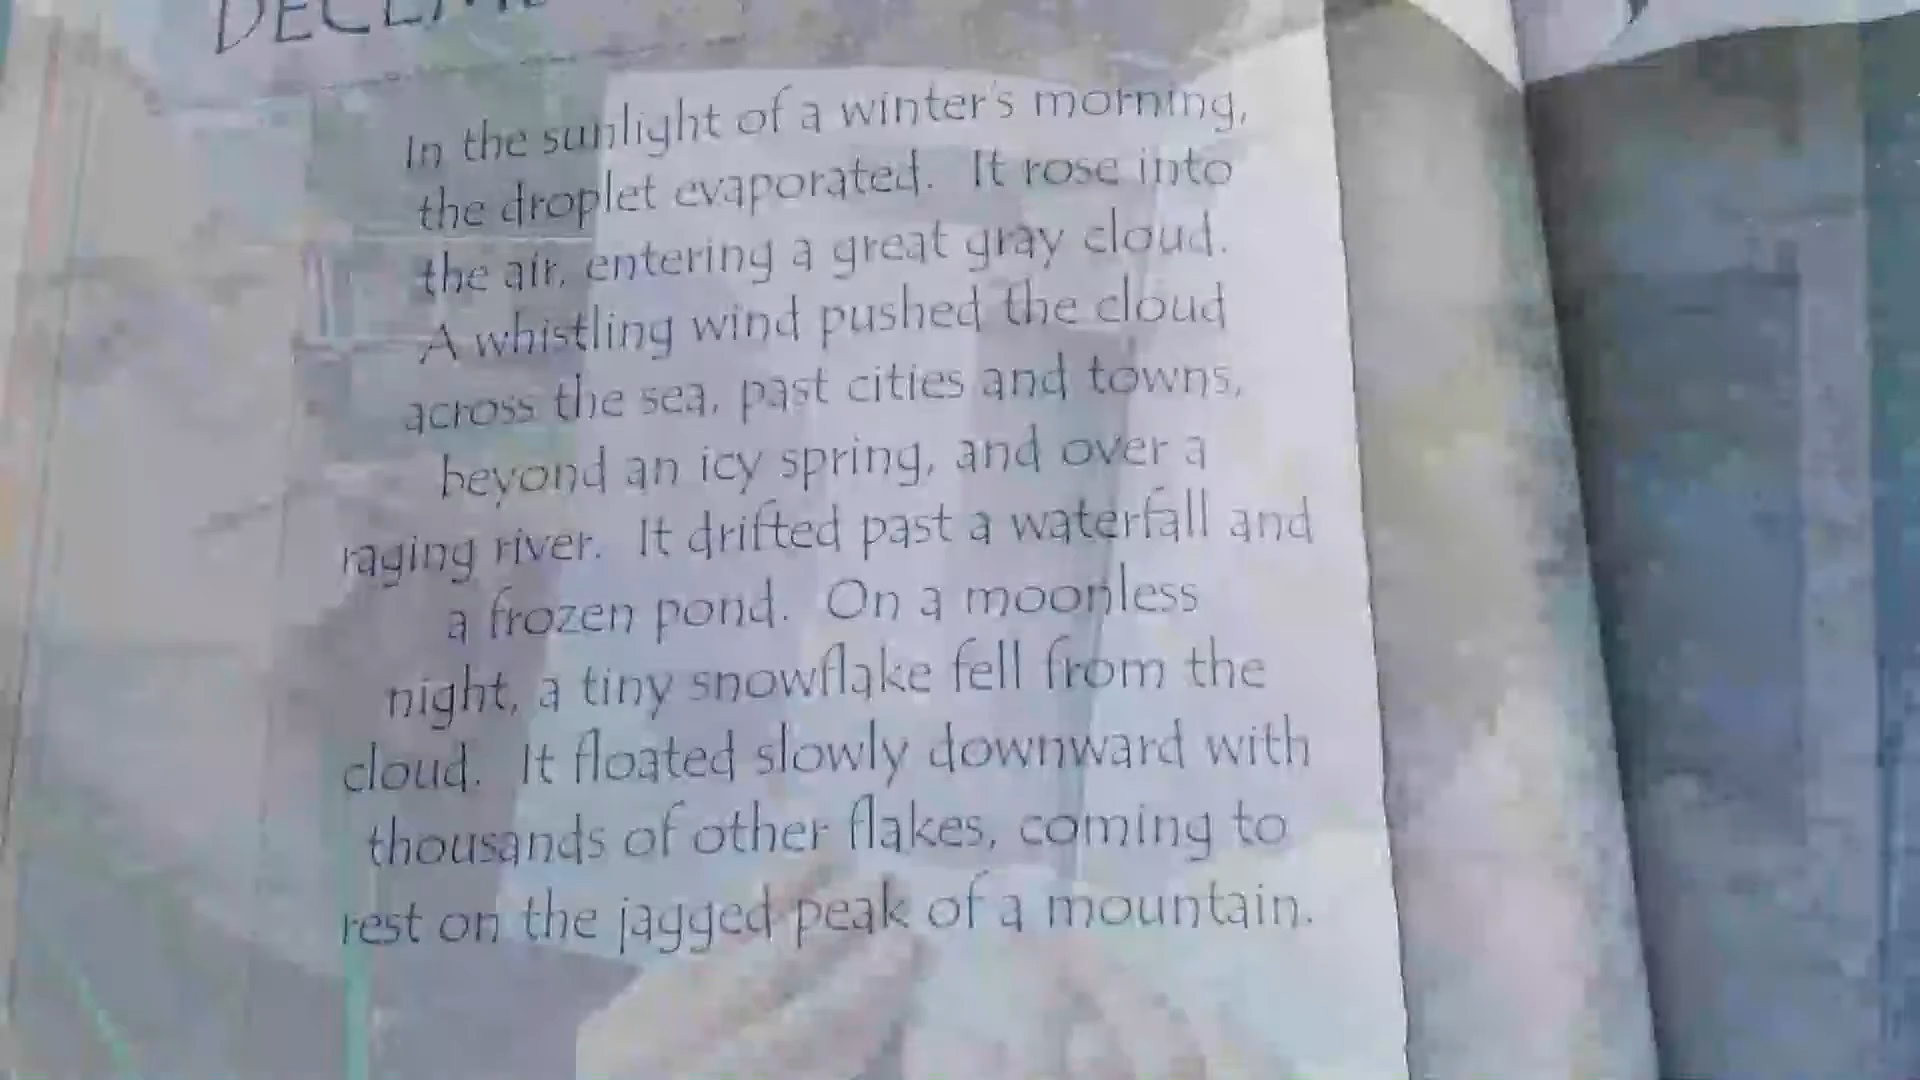 In the sunlight of a winter's morning,
the droplet evaporated. It rose into
the air, entering a great gray cloud.
A whistling wind pushed the cloud
across the sea, past cities and towns,
beyond an icy spring, and over a
raging river. It drifted past a waterfall and
a frozen pond. On a moonless
night, a tiny snowflake fell from the
cloud. It floated slowly downward with
thousands of other flakes, coming to
rest on the jagged peak of a mountain.